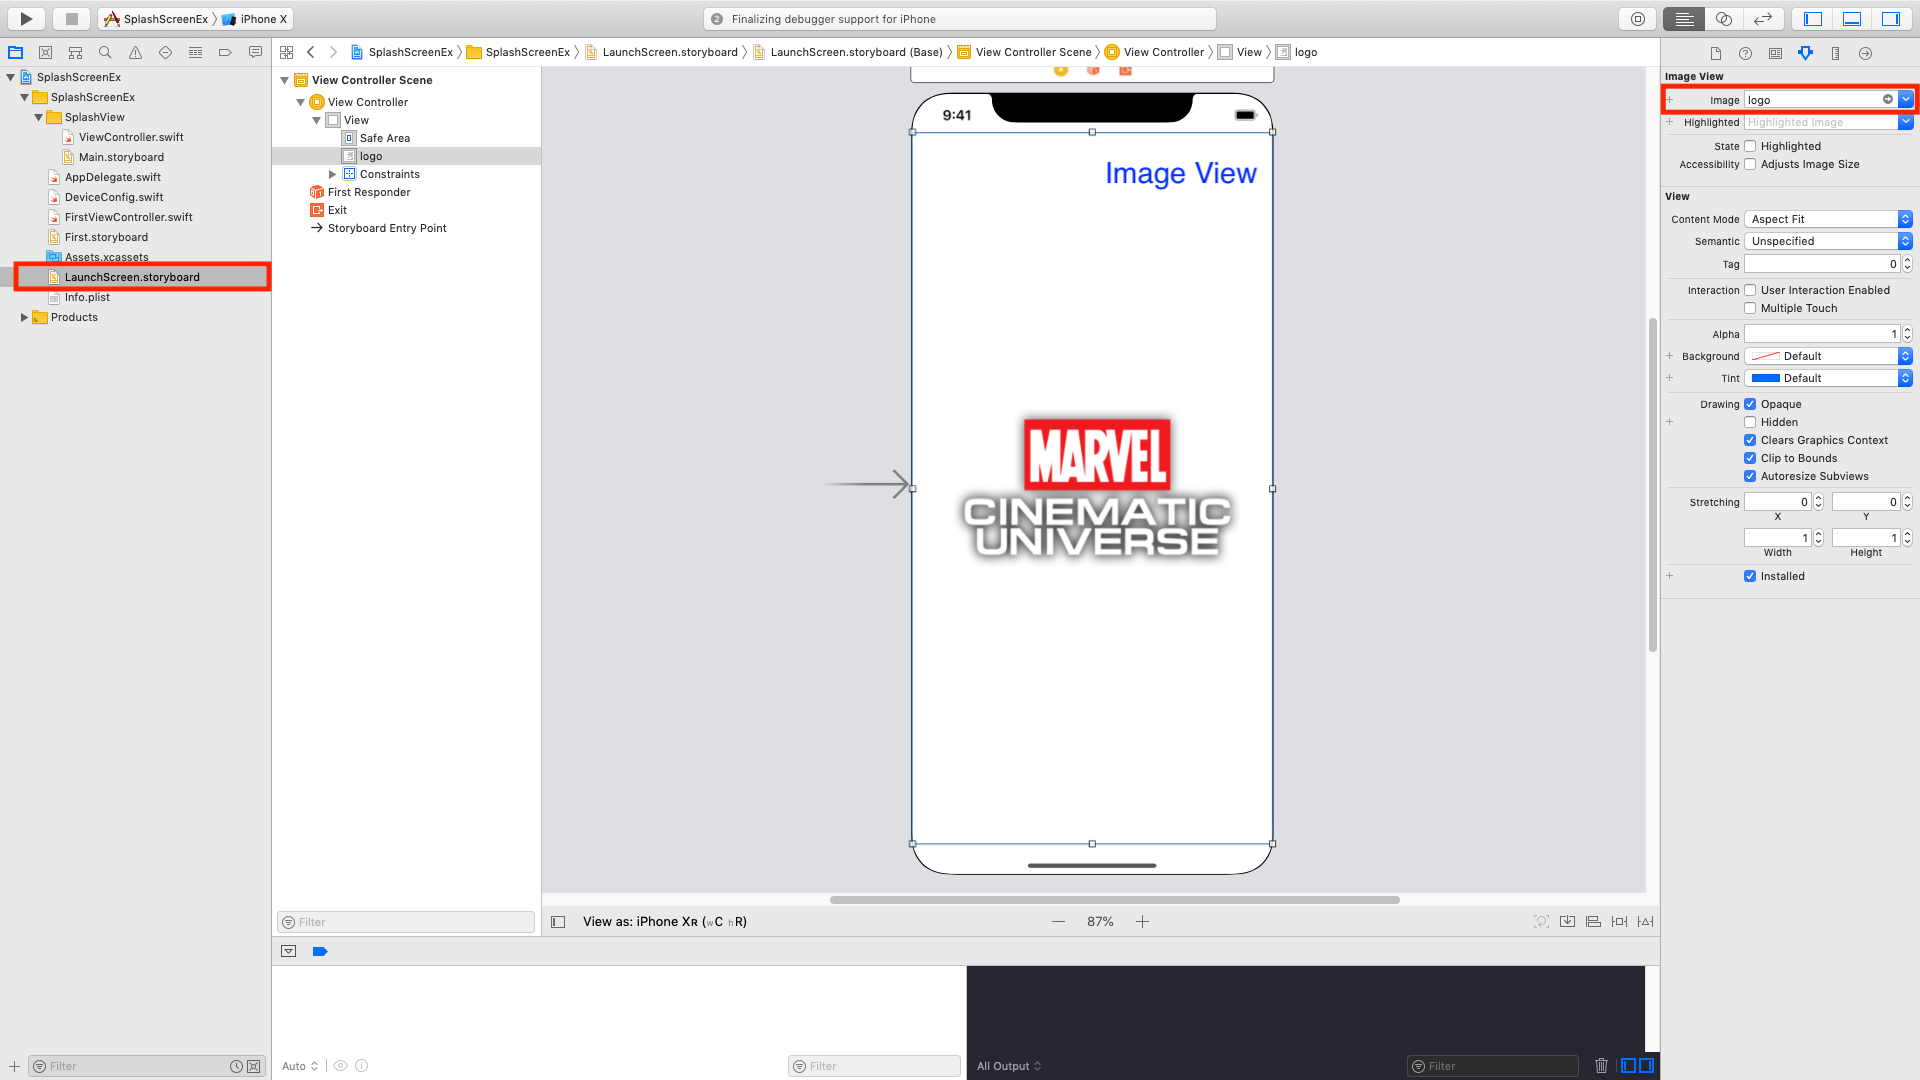 SplashScreenEx
iPhone X
2
Finalizing debugger support for iPhone
SplashScreenEx
SplashScreenEx
LaunchScreen.storyboard
LaunchScreen.storyboard (Base)
View Controller Scene
View Controller
View
logo
SplashScreenEx
SplashScreenEx
SplashView
ViewController.swift
Main.storyboard
AppDelegate.swift
DeviceConfig.swift
FirstViewController.swift
First.storyboard
Assets.xcassets
LaunchScreen.storyboard
Info.plist
Products
Filter
View Controller Scene
View Controller
View
Safe Area
logo
Constraints
First Responder
Exit
Storyboard Entry Point
Filter
9:41
Image View
MARVEL
CINEMATIC
UNIVERSE
View as: iPhone XR (wC hR)
87%
Auto
Filter
All Output
Filter
Image View
Image logo
Highlighted Highlighted Image
State Highlighted
Accessibility Adjusts Image Size
View
Content Mode Aspect Fit
Semantic Unspecified
Tag 0
Interaction User Interaction Enabled
Multiple Touch
Alpha 1
Background Default
Tint Default
Drawing Opaque
Hidden
Clears Graphics Context
Clip to Bounds
Autoresize Subviews
Stretching 0 0
X Y
1 1
Width Height
Installed